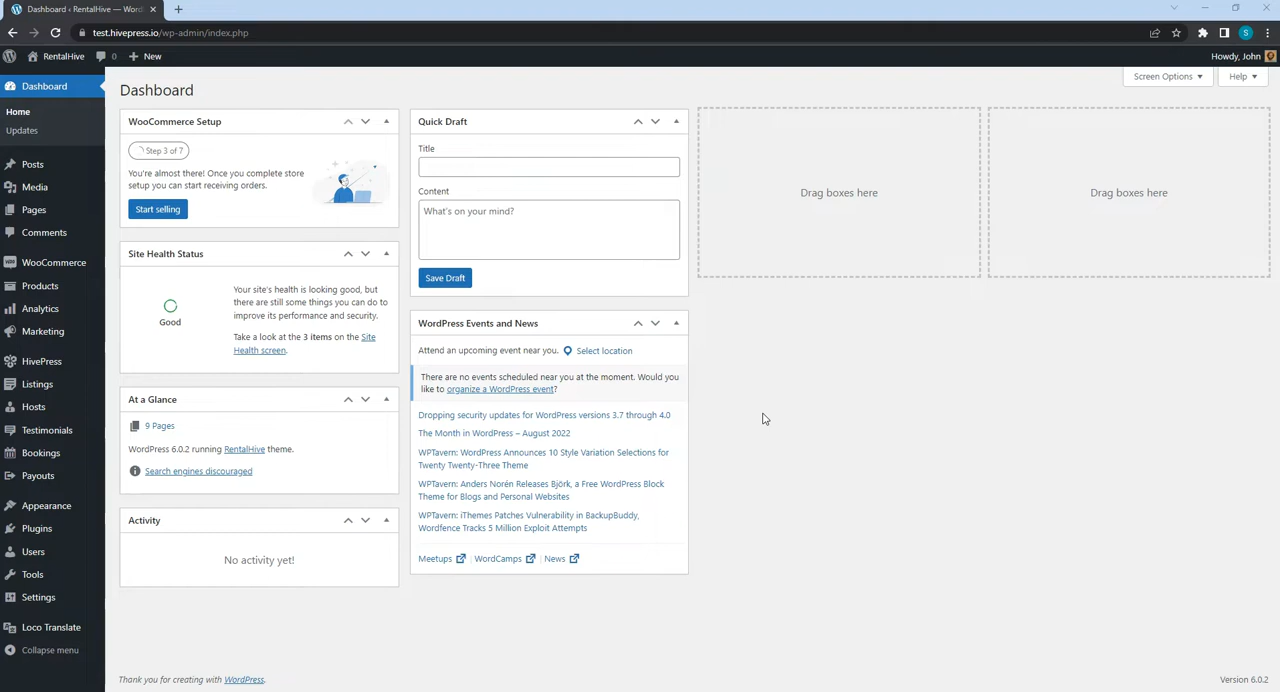 Dashboard ‹ RentalHive — Word
test.hivepress.io/wp-admin/index.php
S
RentalHive
0
New
Howdy, John
Dashboard
Home
Updates
Posts
Media
Pages
Comments
WooCommerce
Products
Analytics
Marketing
HivePress
Listings
Hosts
Testimonials
Bookings
Payouts
Appearance
Plugins
Users
Tools
Settings
Loco Translate
Collapse menu
Screen Options
Help
Dashboard
WooCommerce Setup
Step 3 of 7
You're almost there! Once you complete store
setup you can start receiving orders.
Start selling
Site Health Status
Good
Your site's health is looking good, but
there are still some things you can do to
improve its performance and security.
Take a look at the 3 items on the Site
Health screen.
At a Glance
9 Pages
WordPress 6.0.2 running RentalHive theme.
Search engines discouraged
Activity
No activity yet!
Quick Draft
Title
Content
What's on your mind?
Save Draft
WordPress Events and News
Attend an upcoming event near you. Select location
There are no events scheduled near you at the moment. Would you
like to organize a WordPress event?
Dropping security updates for WordPress versions 3.7 through 4.0
The Month in WordPress – August 2022
WPTavern: WordPress Announces 10 Style Variation Selections for
Twenty Twenty-Three Theme
WPTavern: Anders Norén Releases Björk, a Free WordPress Block
Theme for Blogs and Personal Websites
WPTavern: iThemes Patches Vulnerability in BackupBuddy,
Wordfence Tracks 5 Million Exploit Attempts
Meetups | WordCamps | News
Drag boxes here
Drag boxes here
Thank you for creating with WordPress.
Version 6.0.2